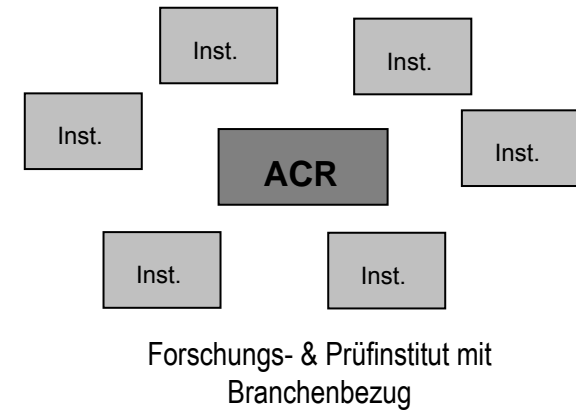 Inst.
Inst.
Inst.
Inst.
ACR
Inst.
Inst.
Forschungs- & Prüfinstitut mit
Branchenbezug